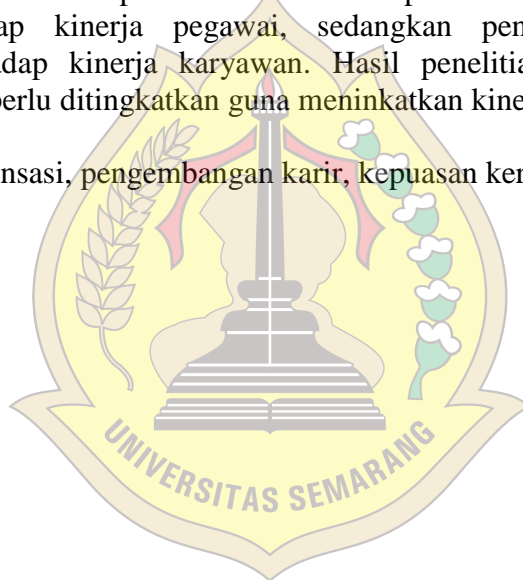 ap kinerja pegawai, sedangkan pen
adap kinerja karyawan. Hasil penelitia
perlu ditingkatkan guna meninkatkan kine
nsasi, pengembangan karir, kepuasan ker
UNIVERSITAS SEMARANG